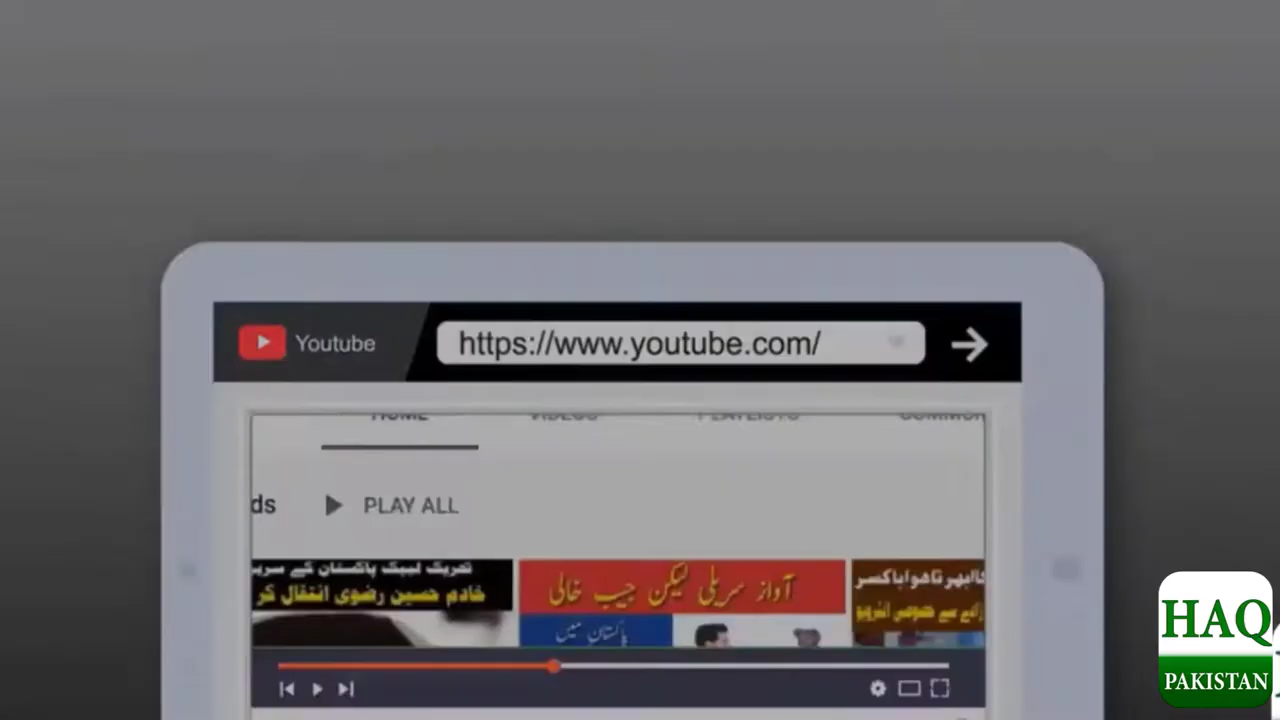 Youtube
https://www.youtube.com/
HOME VIDEOS PLAYLISTS
ds PLAY ALL
تحریک لبیک پاکستان کے سربر
خادم حسین رضوی انتقال کر
آواز سریلی لیکن جیب خالی
پاکستان میں
HAQ
PAKISTAN